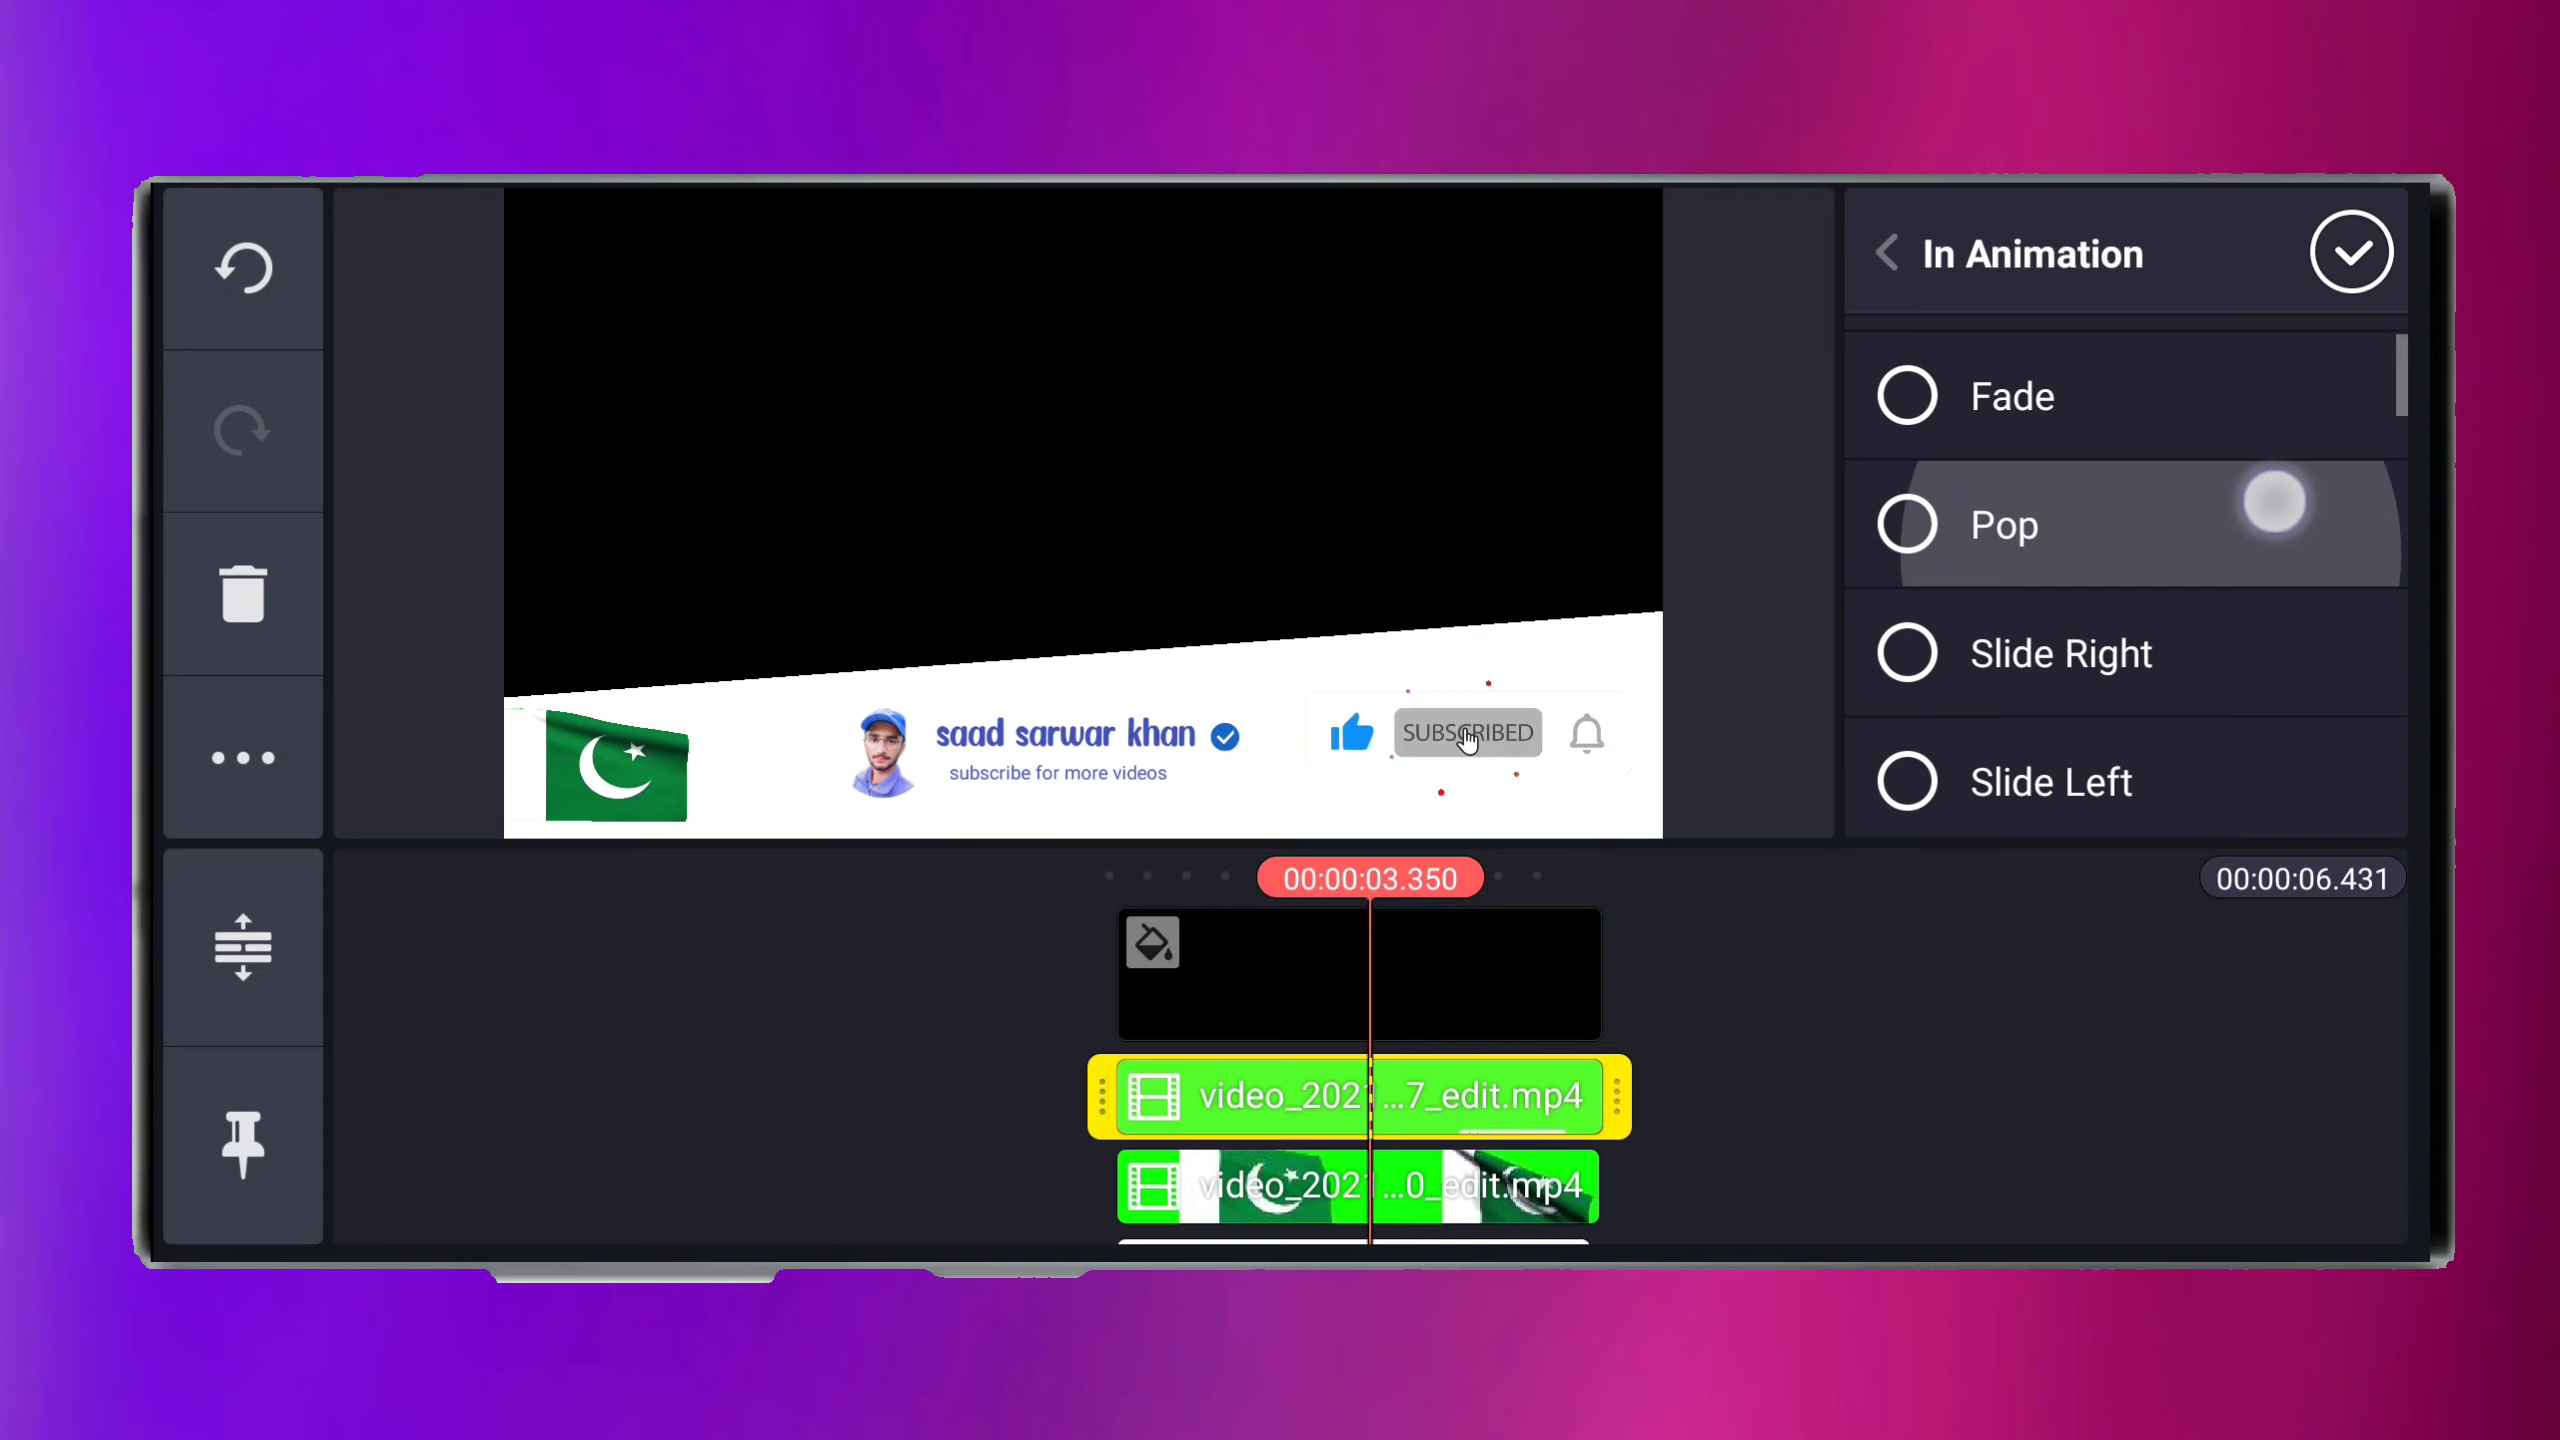 In Animation
Fade
Pop
Slide Right
Slide Left
saad sarwar khan
subscribe for more videos
SUBSCRIBED
00:00:03.350
00:00:06.431
video_202 ...7_edit.mp4
video_202 ...0_edit.mp4